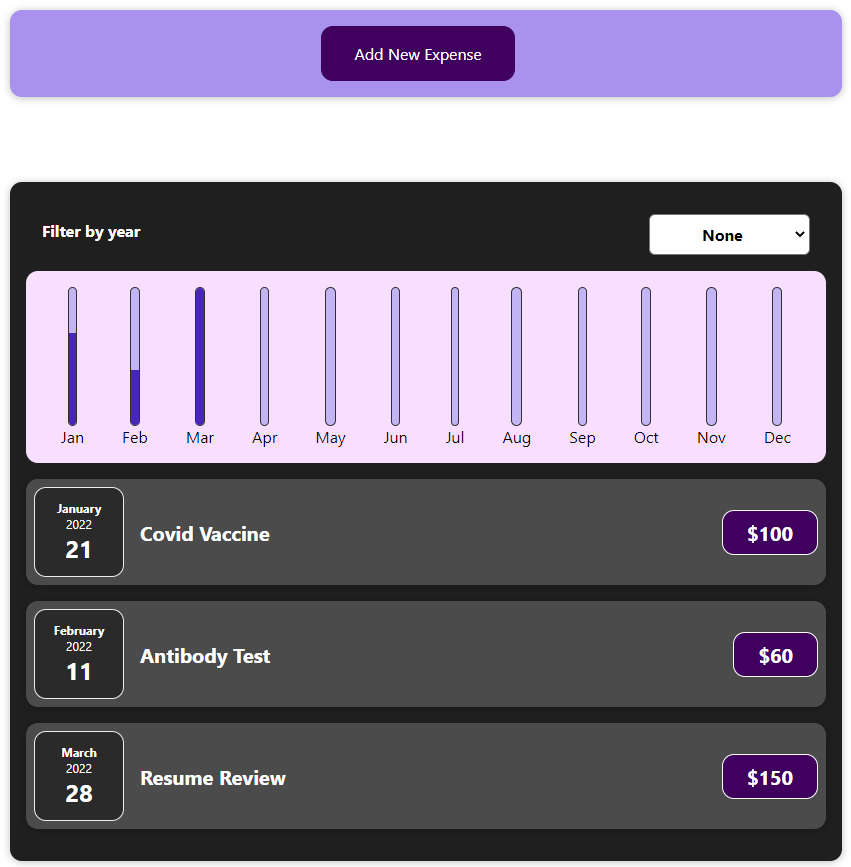 Add New Expense
Filter by year
None
Jan Feb Mar Apr May Jun Jul Aug Sep Oct Nov Dec
January
2022
21
Covid Vaccine
$100
February
2022
11
Antibody Test
$60
March
2022
28
Resume Review
$150